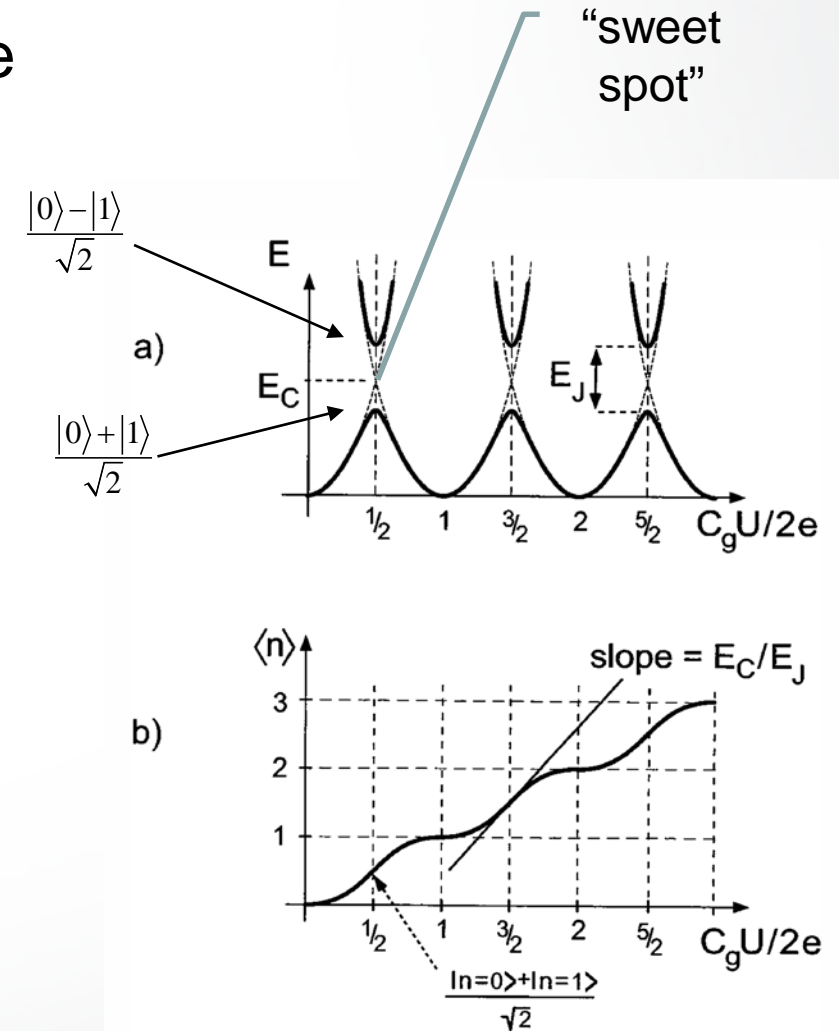 e
“sweet
spot”
|0⟩−|1⟩
√2
E
a)
E_C
E_J
|0⟩+|1⟩
√2
½ 1 ³⁄₂ 2 ⁵⁄₂ C_gU/2e
⟨n⟩
slope = E_C/E_J
3
b)
2
1
½ 1 ³⁄₂ 2 ⁵⁄₂ C_gU/2e
|n=0>+|n=1>
√2